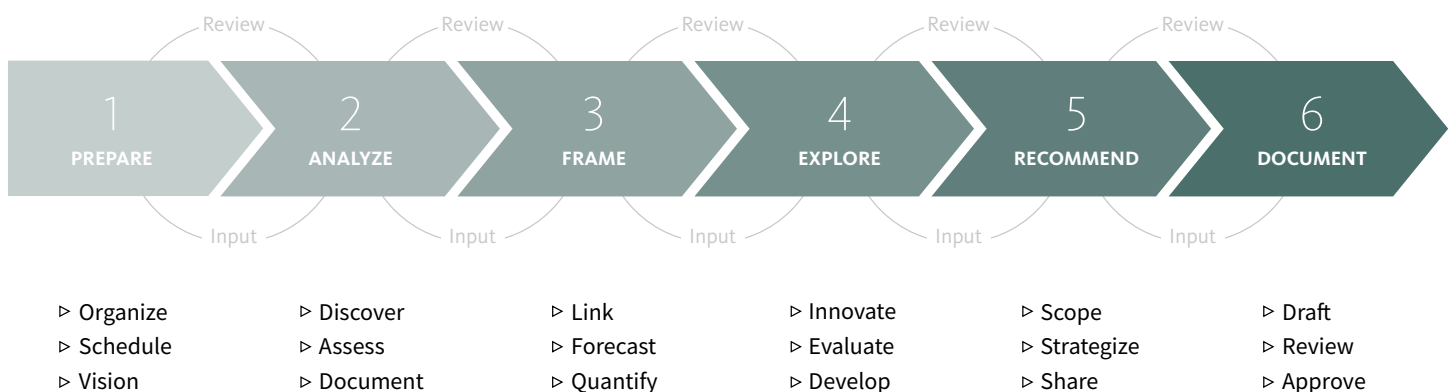 Review Review Review Review Review
1 2 3 4 5 6
PREPARE ANALYZE FRAME EXPLORE RECOMMEND DOCUMENT
Input Input Input Input Input
Organize Discover Link Innovate Scope Draft
Schedule Assess Forecast Evaluate Strategize Review
Vision Document Quantify Develop Share Approve